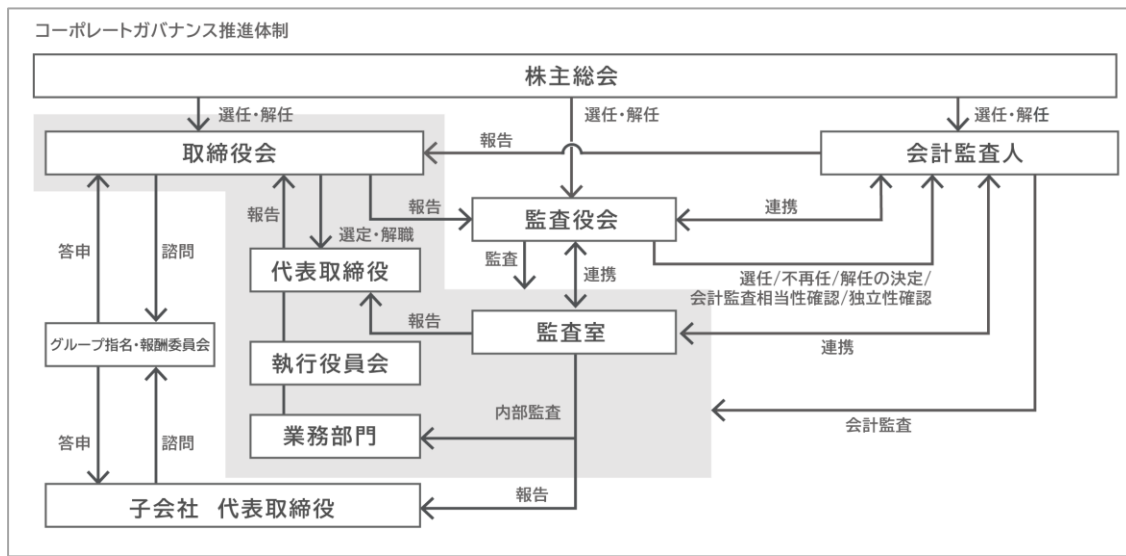 コーポレートガバナンス推進体制
株主総会
選任・解任
選任・解任
選任・解任
取締役会
報告
会計監査人
報告
報告
監査役会
連携
答申
諮問
選定・解職
代表取締役
監査
連携
選任/不再任/解任の決定/
会計監査相当性確認/独立性確認
報告
監査室
連携
グループ指名・報酬委員会
執行役員会
内部監査
会計監査
業務部門
答申
諮問
報告
子会社 代表取締役